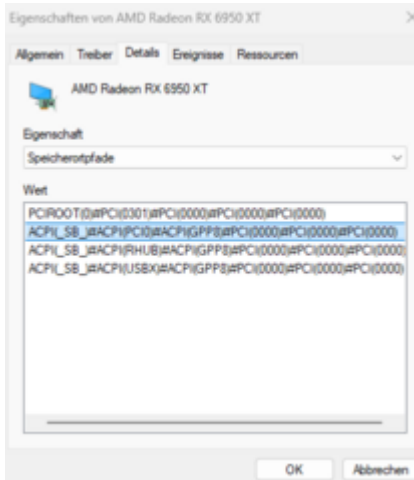 Eigenschaften von AMD Radeon RX 6950 XT
Allgemein Treiber Details Ereignisse Ressourcen
AMD Radeon RX 6950 XT
Eigenschaft
Speicherortpfade
Wert
PCIROOT(0)#PCI(0301)#PCI(0000)#PCI(0000)#PCI(0000)
ACPI(_SB_)#ACPI(PCI0)#ACPI(GPP8)#PCI(0000)#PCI(0000)#PCI(0000)
ACPI(_SB_)#ACPI(RHUB)#ACPI(GPP8)#PCI(0000)#PCI(0000)#PCI(0000)
ACPI(_SB_)#ACPI(USBX)#ACPI(GPP8)#PCI(0000)#PCI(0000)#PCI(0000)
OK Abbrechen